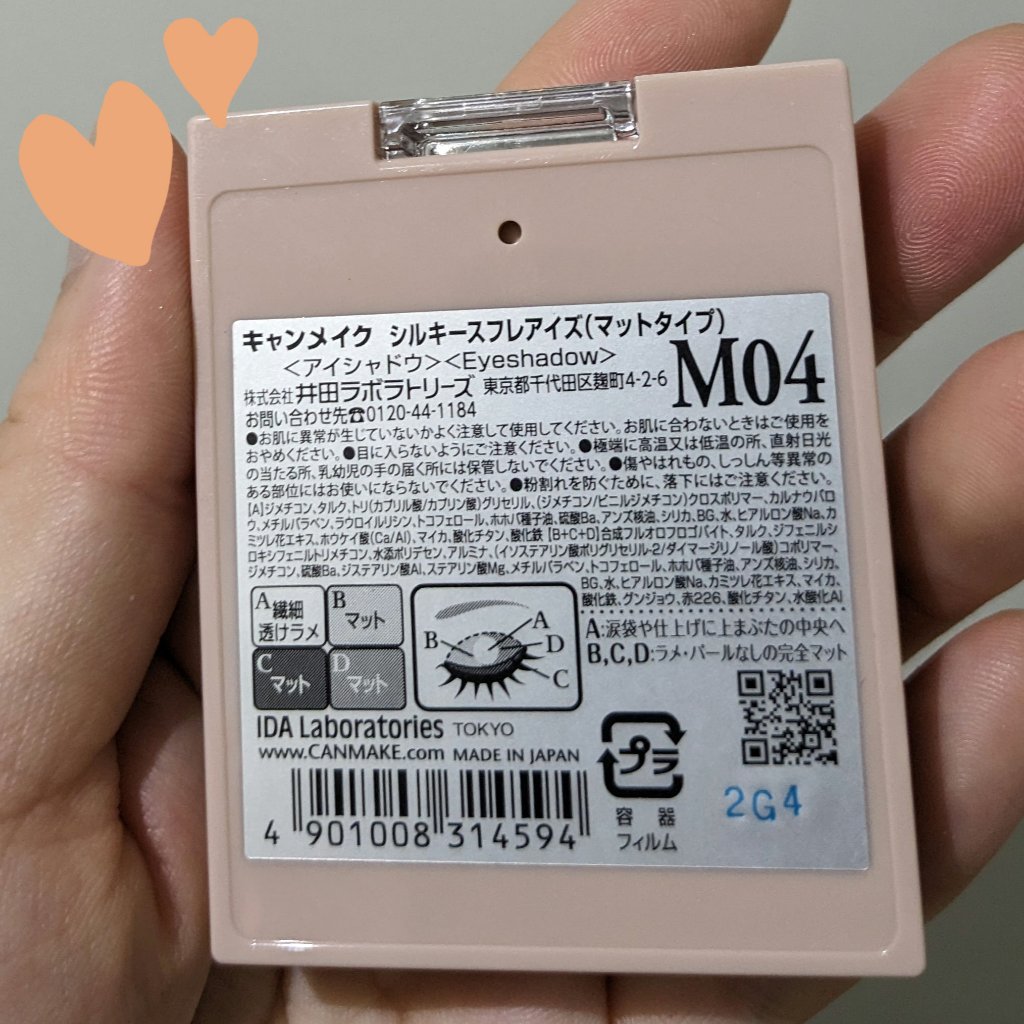 キャンメイク シルキースフレアイズ(マットタイプ)
<アイシャドウ><Eyeshadow>
M04
株式会社 井田ラボラトリーズ 東京都千代田区麹町4-2-6
お問い合わせ先☎0120-44-1184
●お肌に異常が生じていないかよく注意して使用してください。お肌に合わないときはご使用を
おやめください。●目に入らないようにご注意ください。●極端に高温又は低温の所、直射日光
の当たる所、乳幼児の手の届く所には保管しないでください。●傷やはれもの、しっしん等異常の
ある部位にはお使いにならないでください。●粉割れを防ぐために、落下にはご注意ください。
【A】ジメチコン、タルク、トリ(カプリル酸/カプリン酸)グリセリル、(ジメチコン/ビニルジメチコン)クロスポリマー、カルナウバロ
ウ、メチルパラベン、ラウロイルリシン、トコフェロール、ホホバ種子油、硫酸Ba、アンズ核油、シリカ、BG、水、ヒアルロン酸Na、カ
ミツレ花エキス、ホウケイ酸(Ca/Al)、マイカ、酸化チタン、酸化鉄【B+C+D】合成フルオロフロゴパイト、タルク、ジフェニルシ
ロキシフェニルトリメチコン、水添ポリデセン、アルミナ、(イソステアリン酸ポリグリセリル-2/ダイマージリノール酸)コポリマー、
ジメチコン、硫酸Ba、ジステアリン酸Al、ステアリン酸Mg、メチルパラベン、トコフェロール、ホホバ種子油、アンズ核油、シリカ、
BG、水、ヒアルロン酸Na、カミツレ花エキス、マイカ、
酸化鉄、グンジョウ、赤226、酸化チタン、水酸化Al
A 繊細
透けラメ
B
マット
C
マット
D
マット
A
B
D
C
A:涙袋や仕上げに上まぶたの中央へ
B,C,D:ラメ・パールなしの完全マット
IDA Laboratories TOKYO
www.CANMAKE.com MADE IN JAPAN
プラ
容器
フィルム
2G4
4 901008 314594